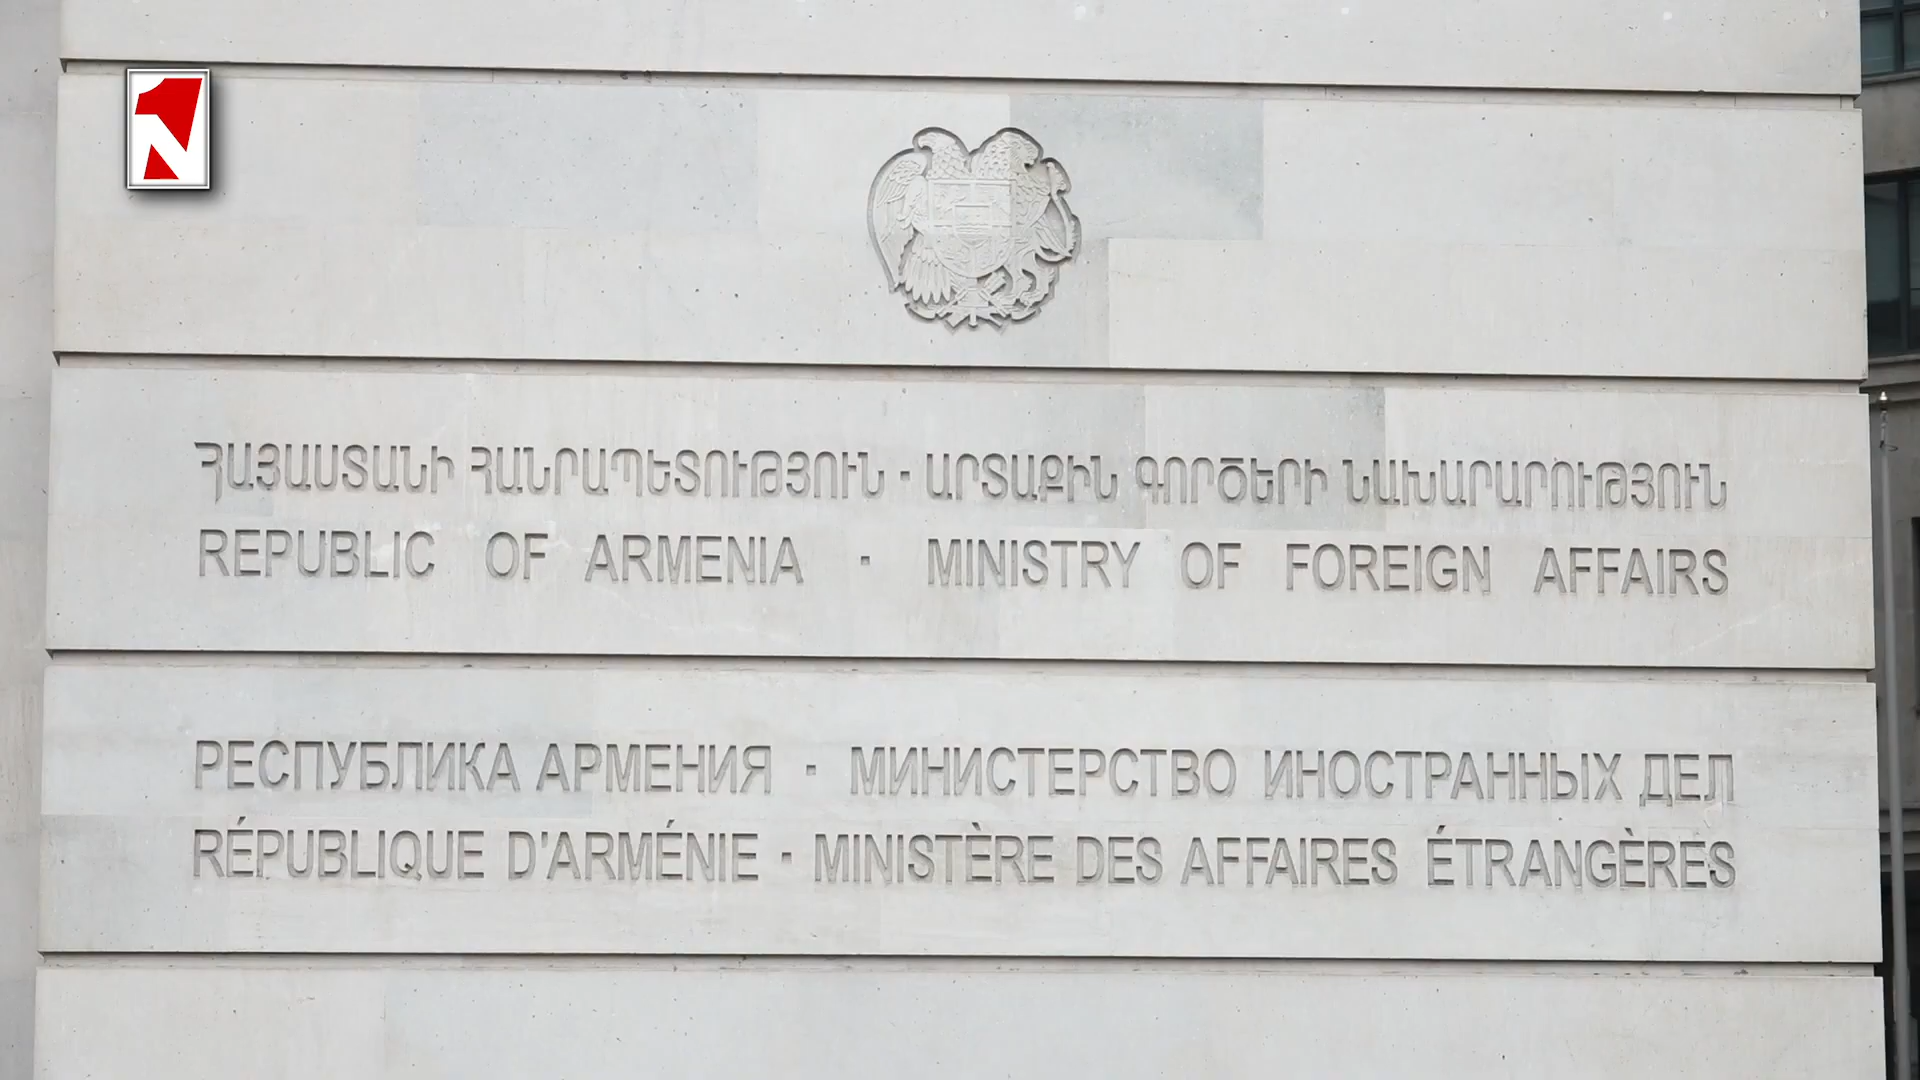 1N
ՀԱՅԱՍՏԱՆԻ ՀԱՆՐԱՊԵՏՈՒԹՅՈՒՆ - ԱՐՏԱՔԻՆ ԳՈՐԾԵՐԻ ՆԱԽԱՐԱՐՈՒԹՅՈՒՆ
REPUBLIC OF ARMENIA - MINISTRY OF FOREIGN AFFAIRS
РЕСПУБЛИКА АРМЕНИЯ - МИНИСТЕРСТВО ИНОСТРАННЫХ ДЕЛ
RÉPUBLIQUE D'ARMÉNIE - MINISTÈRE DES AFFAIRES ÉTRANGÈRES